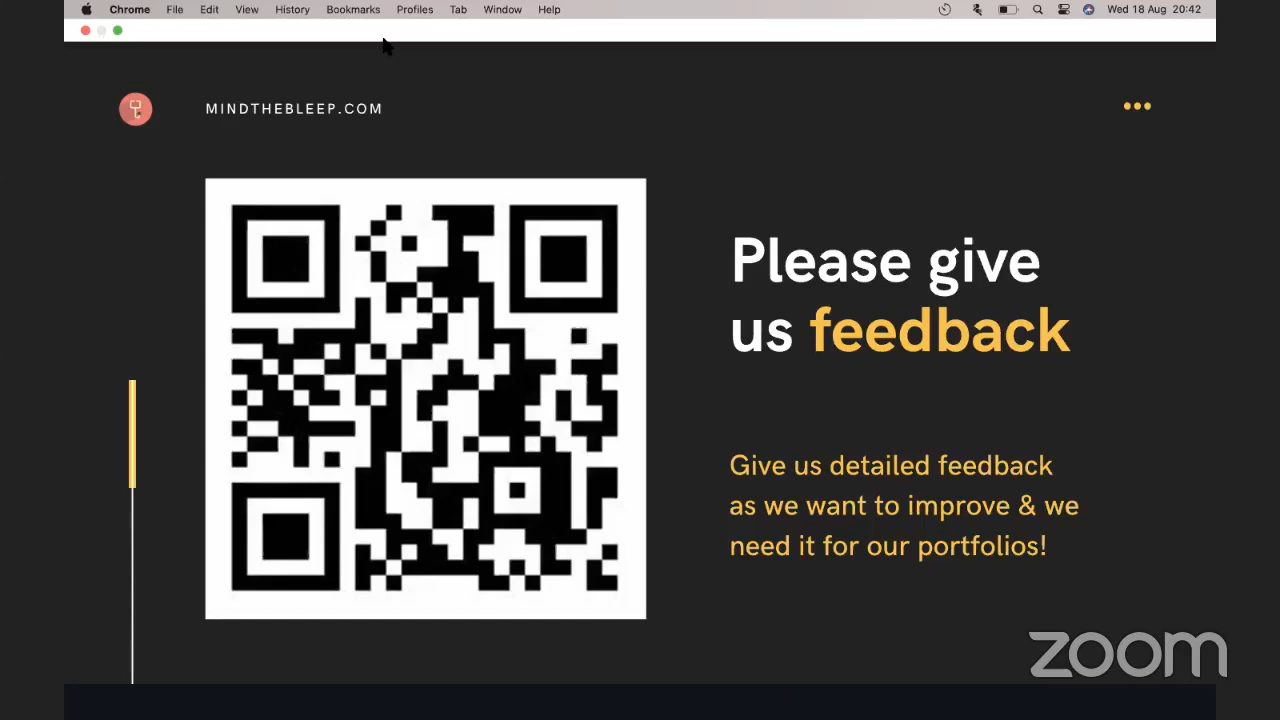 Chrome File Edit View History Bookmarks Profiles Tab Window Help Wed 18 Aug 20:42
MINDTHEBLEEP.COM
Please give
us feedback
Give us detailed feedback
as we want to improve & we
need it for our portfolios!
zoom